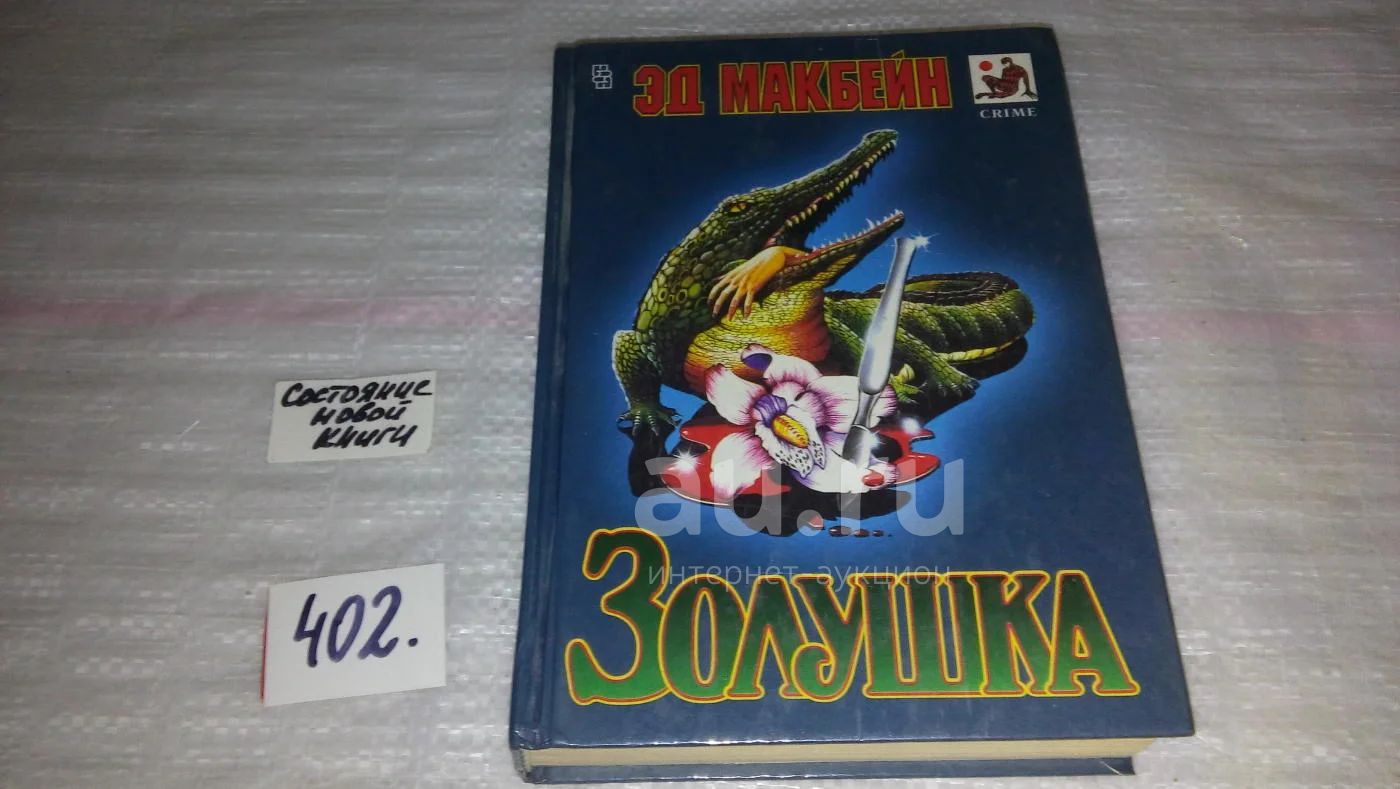 ЭД МАКБЕЙН
CRIME
Состояние
новой
книги
au.ru
интернет аукцион
402.
ЗОЛУШКА